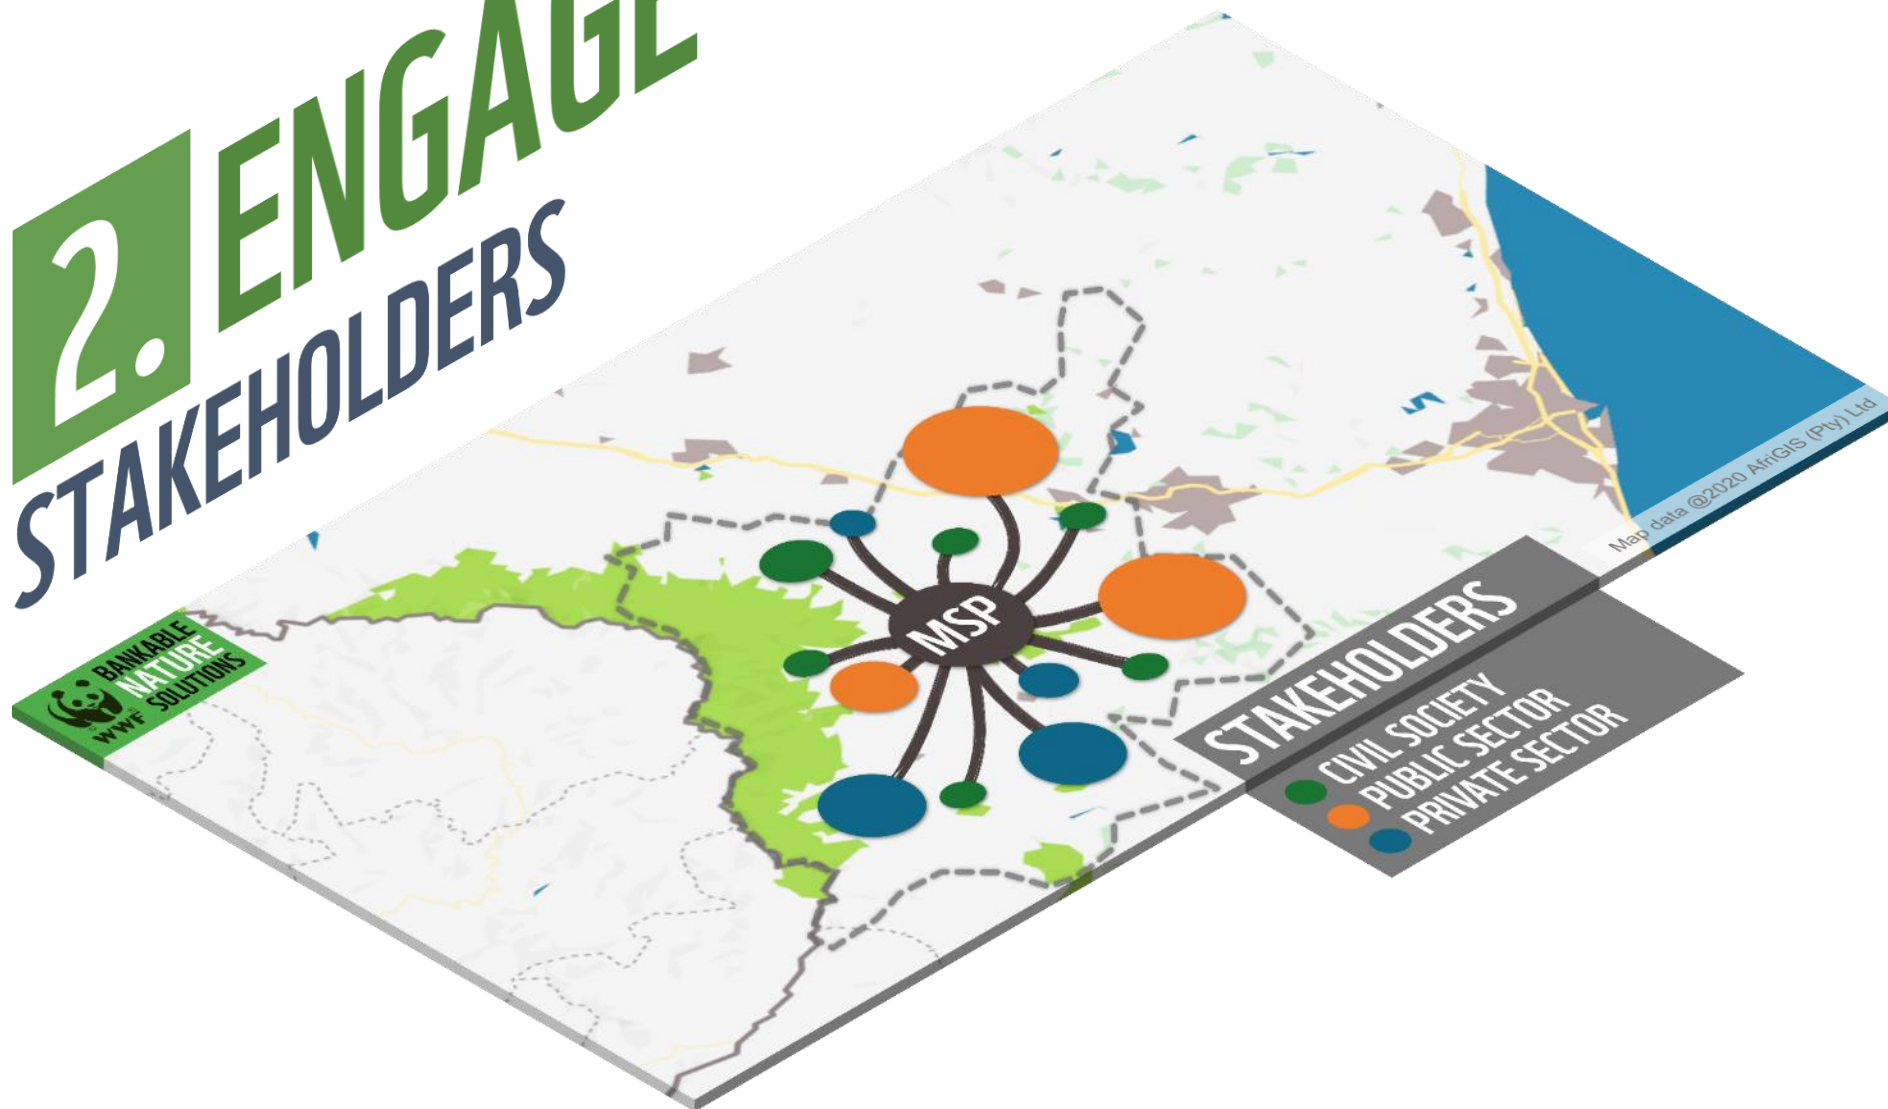 2. ENGAGE
STAKEHOLDERS
MSP
BANKABLE
NATURE
SOLUTIONS
WWF
STAKEHOLDERS
CIVIL SOCIETY
PUBLIC SECTOR
PRIVATE SECTOR
Map data @2020 AfriGIS (Pty) Ltd